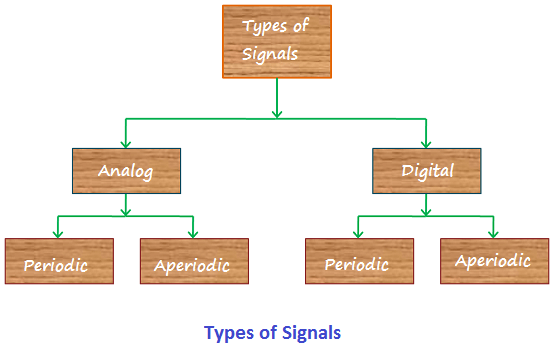 Types of
Signals
Analog
Digital
Periodic
Aperiodic
Periodic
Aperiodic
Types of Signals